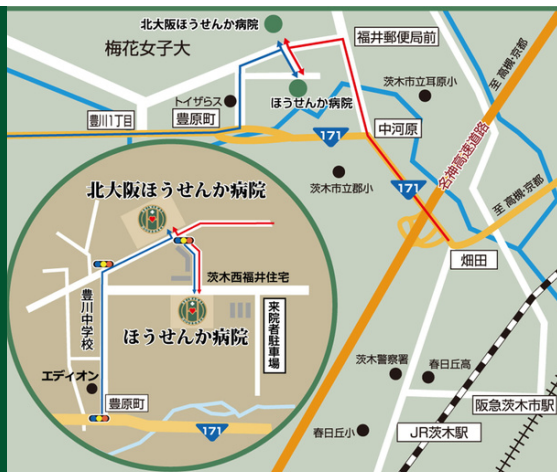 北大阪ほうせんか病院
梅花女子大
福井郵便局前
至 高槻・京都
トイザらス
ほうせんか病院
茨木市立耳原小
豊川1丁目
豊原町
171
中河原
名神高速道路
茨木市立郡小
171
至 高槻・京都
畑田
北大阪ほうせんか病院
茨木西福井住宅
豊川中学校
ほうせんか病院
来院者駐車場
エディオン
豊原町
171
茨木警察署
春日丘高
阪急茨木市駅
春日丘小
JR茨木駅